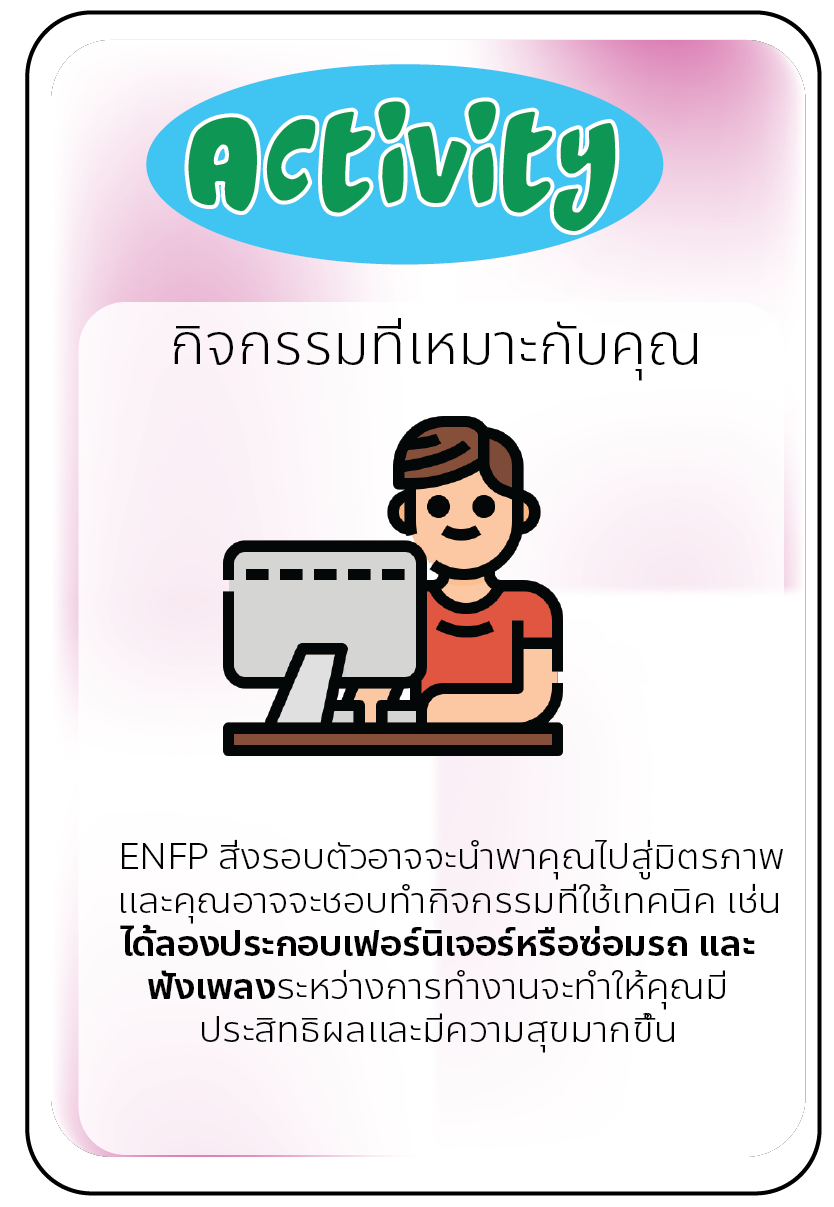 Activity
กิจกรรมที่เหมาะกับคุณ
ENFP สิ่งรอบตัวอาจจะนำพาคุณไปสู่มิตรภาพ
และคุณอาจจะชอบทำกิจกรรมที่ใช้เทคนิค เช่น
ได้ลองประกอบเฟอร์นิเจอร์หรือซ่อมรถ และ
ฟังเพลงระหว่างการทำงานจะทำให้คุณมี
ประสิทธิผลและมีความสุขมากขึ้น